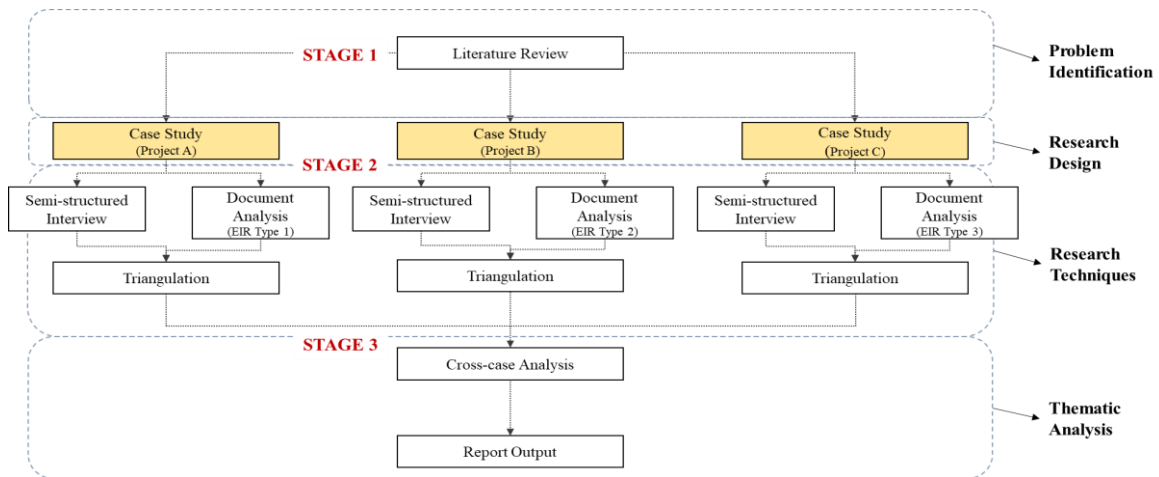 STAGE 1
Literature Review
Problem
Identification
Case Study
(Project A)
Case Study
(Project B)
Case Study
(Project C)
Research
Design
STAGE 2
Semi-structured
Interview
Document
Analysis
(EIR Type 1)
Semi-structured
Interview
Document
Analysis
(EIR Type 2)
Semi-structured
Interview
Document
Analysis
(EIR Type 3)
Triangulation
Triangulation
Triangulation
Research
Techniques
STAGE 3
Cross-case Analysis
Thematic
Analysis
Report Output